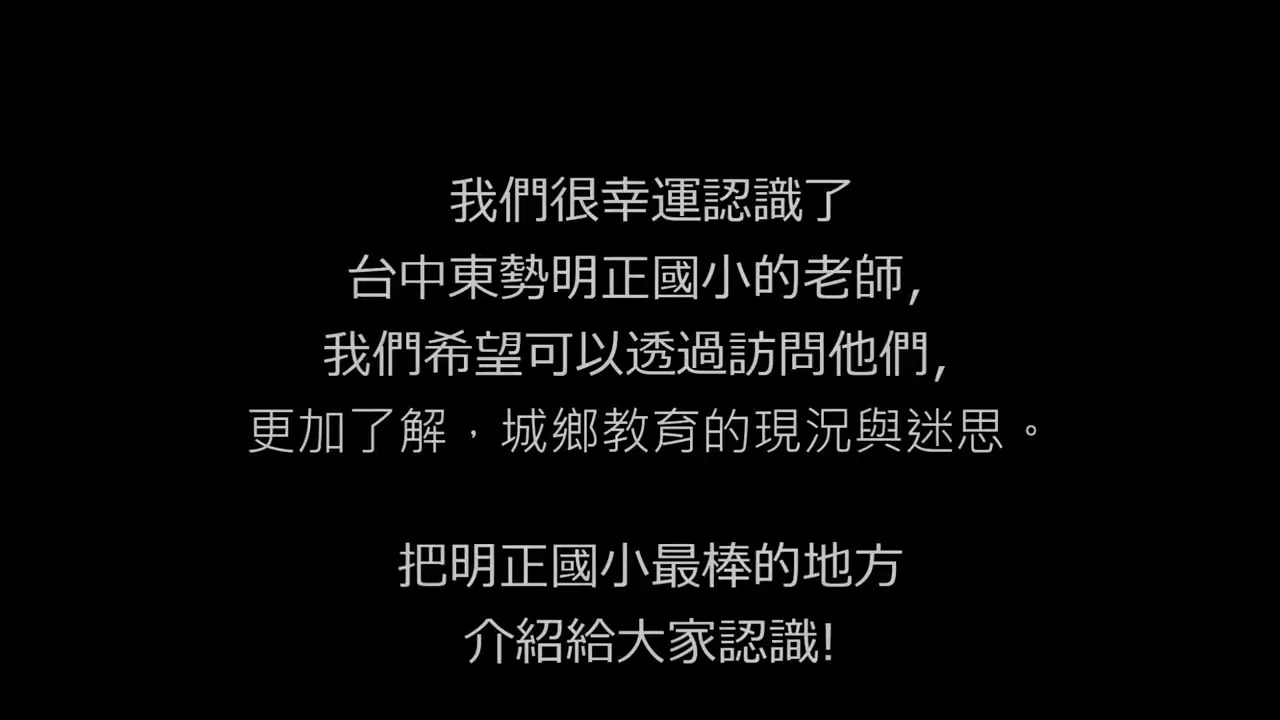 我們很幸運認識了
台中東勢明正國小的老師,
我們希望可以透過訪問他們,
更加了解，城鄉教育的現況與迷思。
把明正國小最棒的地方
介紹給大家認識!